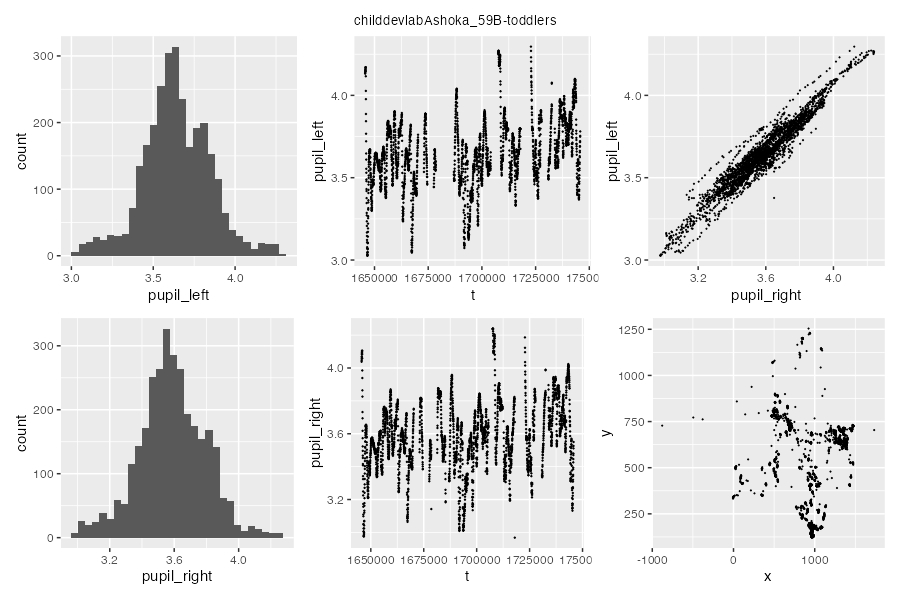 childdevlabAshoka_59B-toddlers
count
300
200
100
0
3.0 3.5 4.0
pupil_left
pupil_left
4.0
3.5
3.0
1650000 1675000 1700000 1725000 17500
t
pupil_left
4.0
3.5
3.0
3.2 3.6 4.0
pupil_right
count
300
200
100
0
3.2 3.6 4.0
pupil_right
pupil_right
4.0
3.6
3.2
1650000 1675000 1700000 1725000 17500
t
y
1250
1000
750
500
250
-1000 0 1000
x